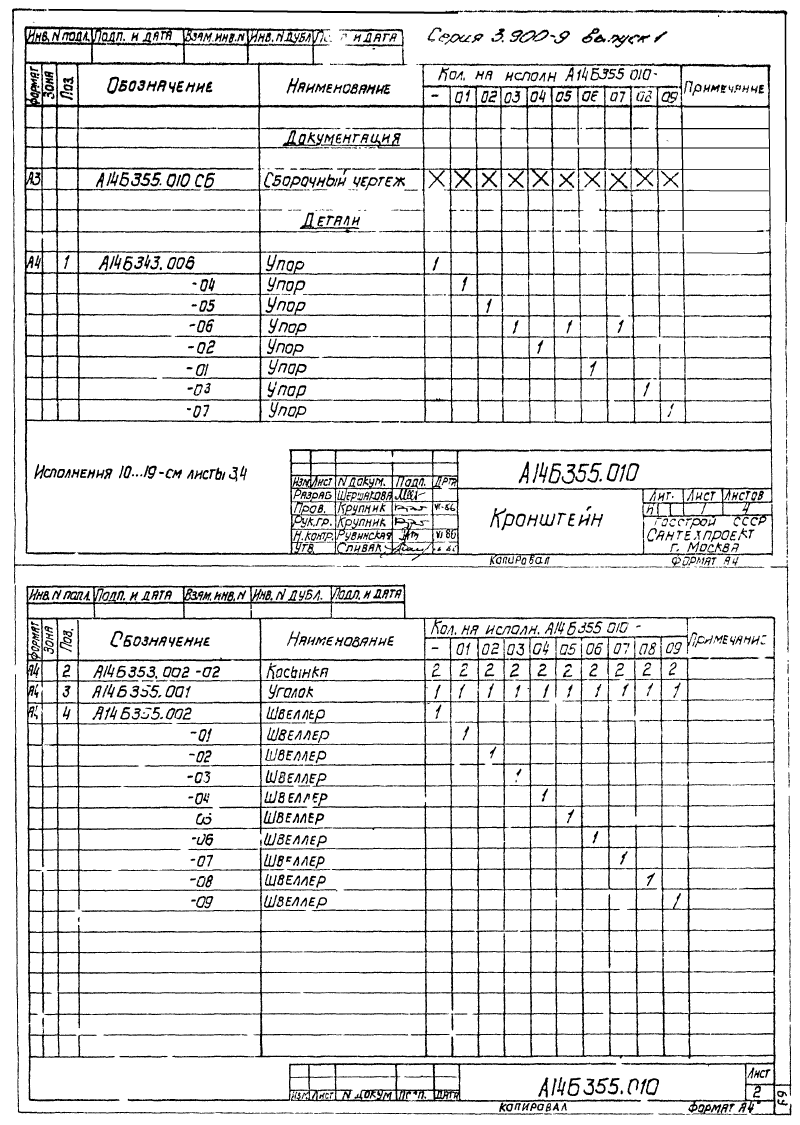 Инв. N подл. Подп. и дата Взам. инв. N Инв. N дубл. Подп. и дата
Серия 3.900-9 Выпуск 1
Формат Зона Поз. Обозначение Наименование Кол. на исполн А14Б355 010- Примечание
- 01 02 03 04 05 06 07 08 09
Документация
А3 А14Б355.010 СБ Сборочный чертеж X X X X X X X X X X
Детали
А4 1 А14Б343.006 Упор 1
-04 Упор 1
-05 Упор 1
-06 Упор 1 1 1
-02 Упор 1
-01 Упор 1
-03 Упор 1
-07 Упор 1
Исполнения 10...19-см листы 3,4
Изм Лист N докум. Подп. Дата
Разраб Шершакова
Пров. Крупник VI-86
Рук.гр. Крупник
Н.контр. Рувинская VI 86
Утв. Спивак
А14Б355.010
Кронштейн
Лит. Лист Листов
И 1 4
Госстрой СССР
Сантехпроект
г. Москва
Копировал Формат А4
Инв. N подл. Подп. и дата Взам. инв. N Инв. N дубл. Подп. и дата
Формат Зона Поз. Обозначение Наименование Кол. на исполн. А14Б355 010 - Примечание
- 01 02 03 04 05 06 07 08 09
А4 2 А14Б353.002-02 Косынка 2 2 2 2 2 2 2 2 2 2
А4 3 А14Б355.001 Уголок 1 1 1 1 1 1 1 1 1 1
А4 4 А14Б355.002 Швеллер 1
-01 Швеллер 1
-02 Швеллер 1
-03 Швеллер 1
-04 Швеллер 1
05 Швеллер 1
-06 Швеллер 1
-07 Швеллер 1
-08 Швеллер 1
-09 Швеллер 1
Изм Лист N докум Подп. Дата
А14Б355.010
Лист
2
Копировал Формат А4